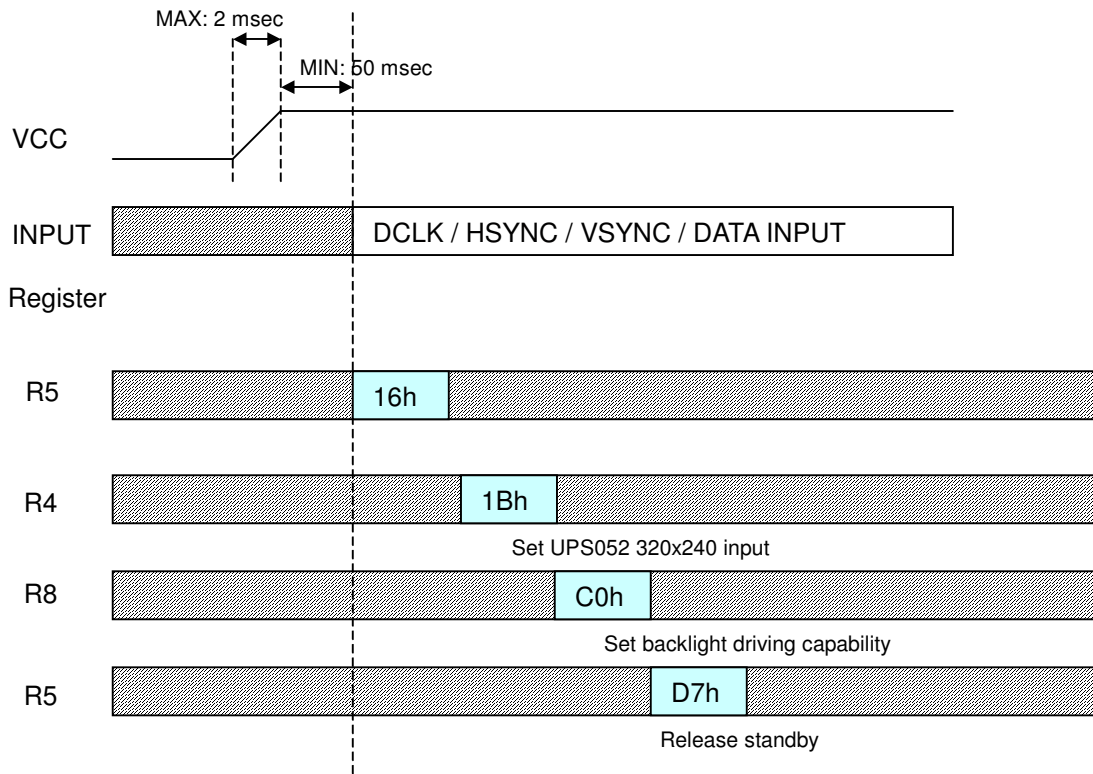 MAX: 2 msec
MIN: 50 msec
VCC
INPUT
DCLK / HSYNC / VSYNC / DATA INPUT
Register
R5
16h
R4
1Bh
Set UPS052 320x240 input
R8
C0h
Set backlight driving capability
R5
D7h
Release standby